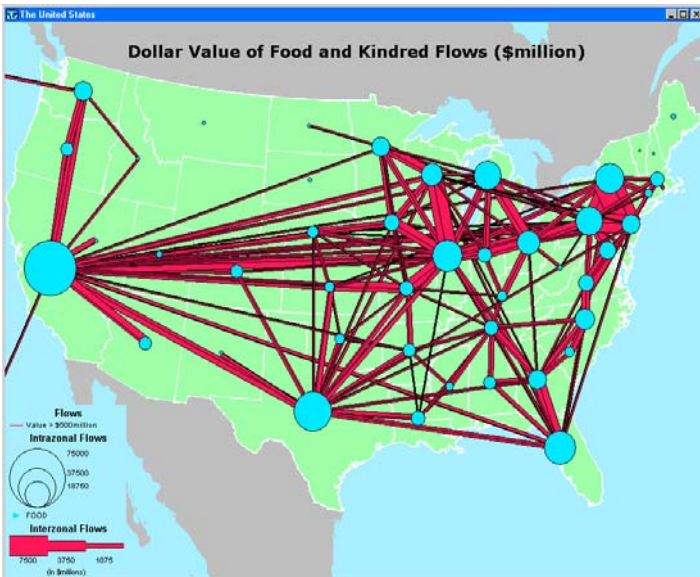 The United States
Dollar Value of Food and Kindred Flows ($million)
Flows
Value > $500million
Intrazonal Flows
75000
37500
18750
FOOD
Interzonal Flows
7500 3750 1875
(in $millions)